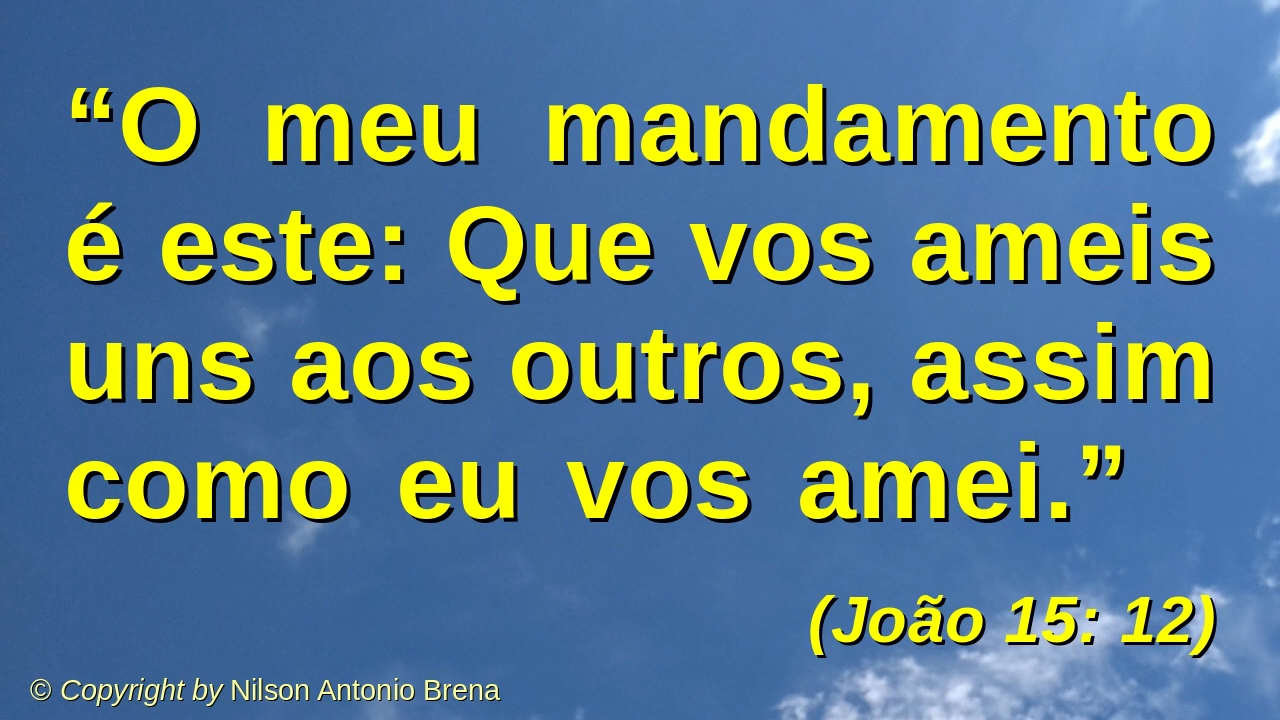 “O meu mandamento
é este: Que vos ameis
uns aos outros, assim
como eu vos amei.”
(João 15: 12)
© Copyright by Nilson Antonio Brena